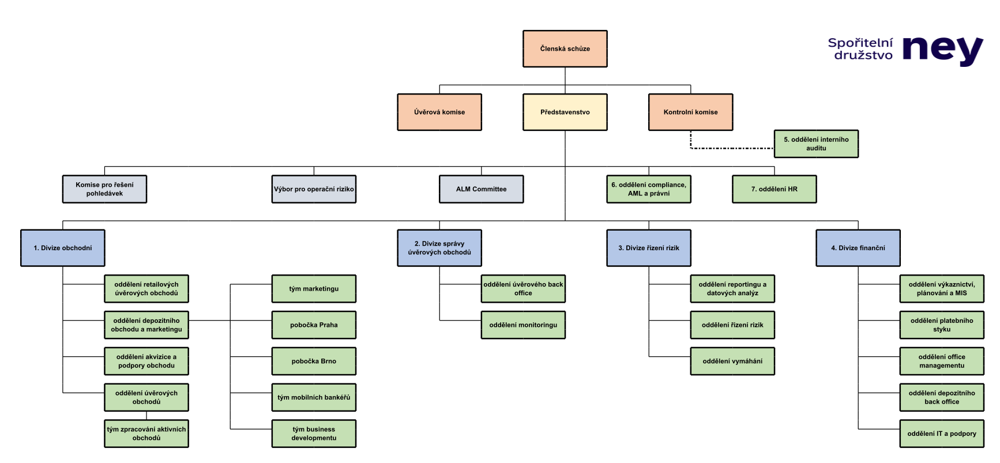 Členská schůze
Spořitelní
družstvo
ney
Úvěrová komise
Představenstvo
Kontrolní komise
5. oddělení interního
auditu
Komise pro řešení
pohledávek
Výbor pro operační riziko
ALM Committee
6. oddělení compliance,
AML a právní
7. oddělení HR
1. Divize obchodní
2. Divize správy
úvěrových obchodů
3. Divize řízení rizik
4. Divize finanční
oddělení retailových
úvěrových obchodů
oddělení depozitního
obchodu a marketingu
oddělení akvizice a
podpory obchodu
oddělení úvěrových
obchodů
tým zpracování aktivních
obchodů
tým marketingu
pobočka Praha
pobočka Brno
tým mobilních bankéřů
tým business
developmentu
oddělení úvěrového back
office
oddělení monitoringu
oddělení reportingu a
datových analýz
oddělení řízení rizik
oddělení vymáhání
oddělení výkaznictví,
plánování a MIS
oddělení platebního
styku
oddělení office
managementu
oddělení depozitního
back office
oddělení IT a podpory